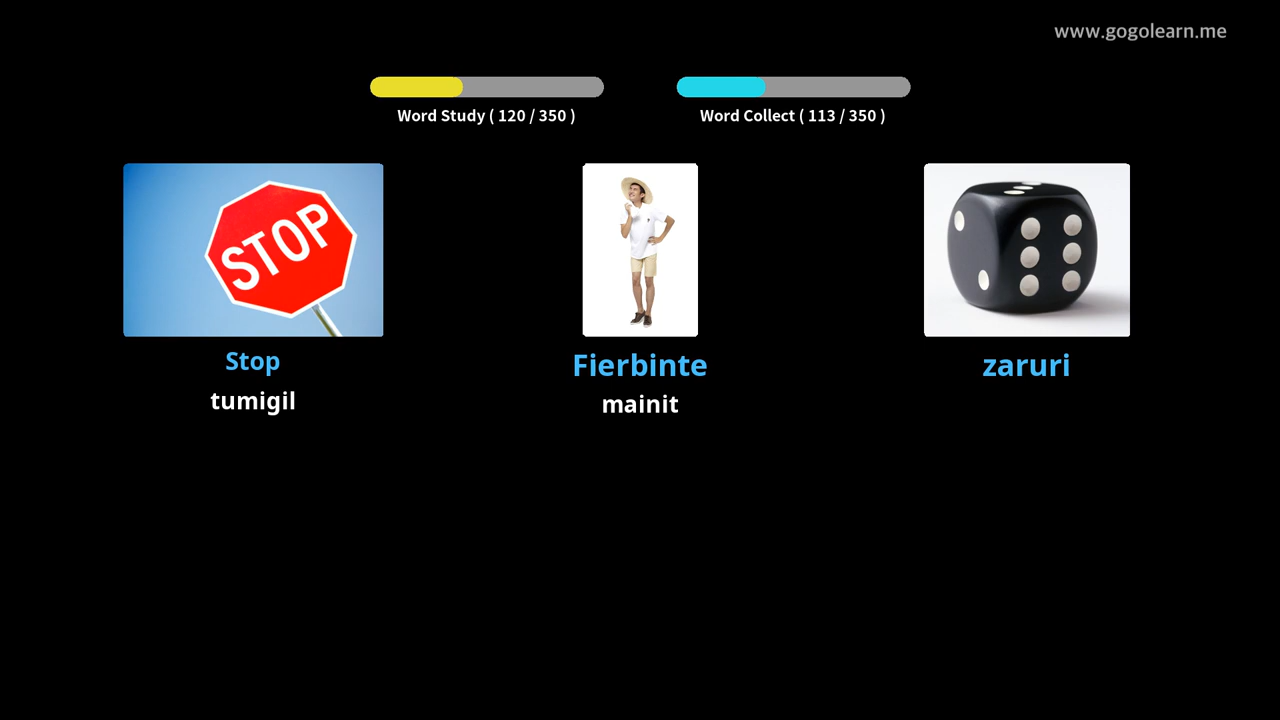 www.gogolearn.me
Word Study ( 120 / 350 )
Word Collect ( 113 / 350 )
STOP
Stop
tumigil
Fierbinte
mainit
zaruri